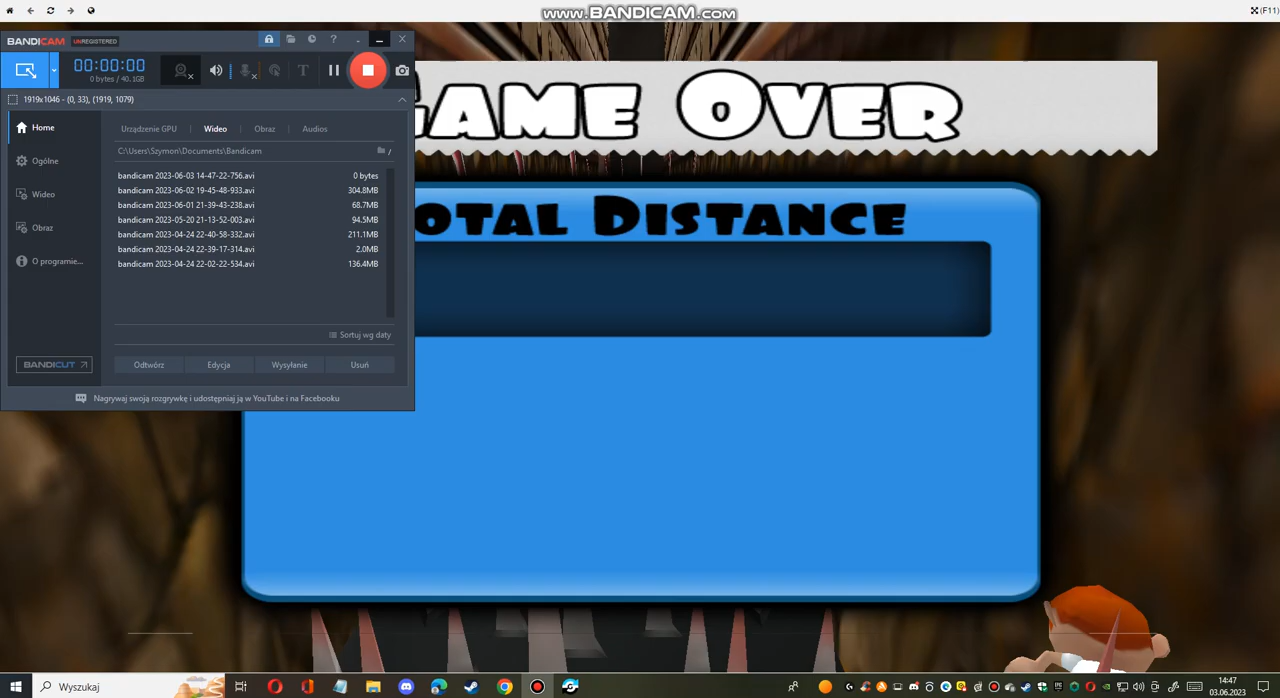 www.BANDICAM.com
(F11)
BANDICAM UNREGISTERED
?
00:00:00
0 bytes / 40.1GB
T
1919x1046 - (0, 33), (1919, 1079)
Home
Ogólne
Wideo
Obraz
O programie...
BANDICUT
Urządzenie GPU | Wideo | Obraz | Audios
C:\Users\Szymon\Documents\Bandicam
bandicam 2023-06-03 14-47-22-756.avi 0 bytes
bandicam 2023-06-02 19-45-48-933.avi 304.8MB
bandicam 2023-06-01 21-39-43-238.avi 68.7MB
bandicam 2023-05-20 21-13-52-003.avi 94.5MB
bandicam 2023-04-24 22-40-58-332.avi 211.1MB
bandicam 2023-04-24 22-39-17-314.avi 2.0MB
bandicam 2023-04-24 22-02-22-534.avi 136.4MB
Sortuj wg daty
Odtwórz Edycja Wysyłanie Usuń
Nagrywaj swoją rozgrywkę i udostępniaj ją w YouTube i na Facebooku
AME OVER
OTAL DISTANCE
Wyszukaj
14:47
03.06.2023